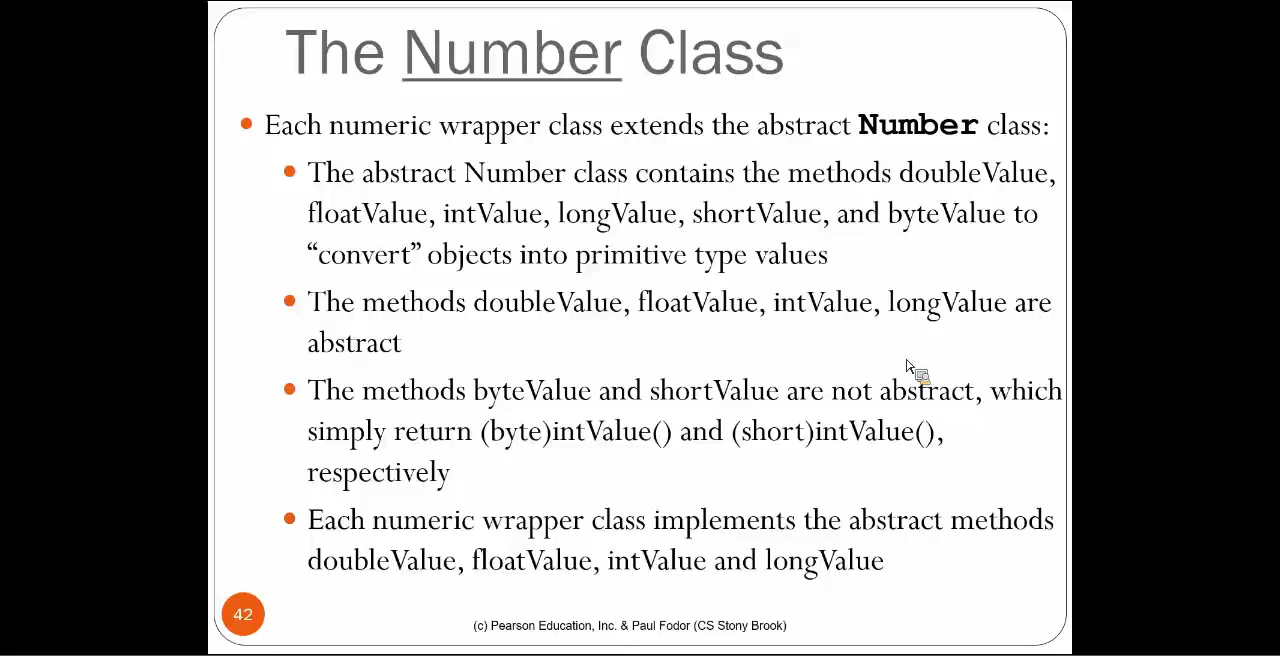 The Number Class
• Each numeric wrapper class extends the abstract Number class:
• The abstract Number class contains the methods doubleValue,
floatValue, intValue, longValue, shortValue, and byteValue to
“convert” objects into primitive type values
• The methods doubleValue, floatValue, intValue, longValue are
abstract
• The methods byteValue and shortValue are not abstract, which
simply return (byte)intValue() and (short)intValue(),
respectively
• Each numeric wrapper class implements the abstract methods
doubleValue, floatValue, intValue and longValue
42
(c) Pearson Education, Inc. & Paul Fodor (CS Stony Brook)